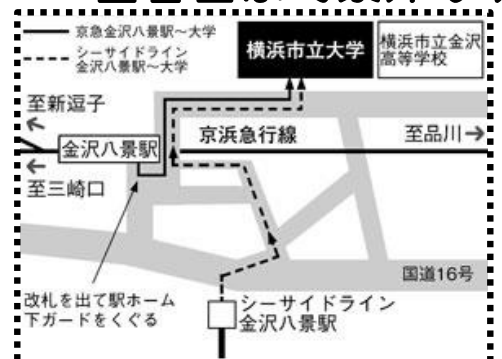 京急金沢八景駅～大学
シーサイドライン
金沢八景駅～大学
横浜市立大学
横浜市立金沢
高等学校
至新逗子
京浜急行線
至品川
金沢八景駅
至三崎口
国道16号
改札を出て駅ホーム
下ガードをくぐる
シーサイドライン
金沢八景駅